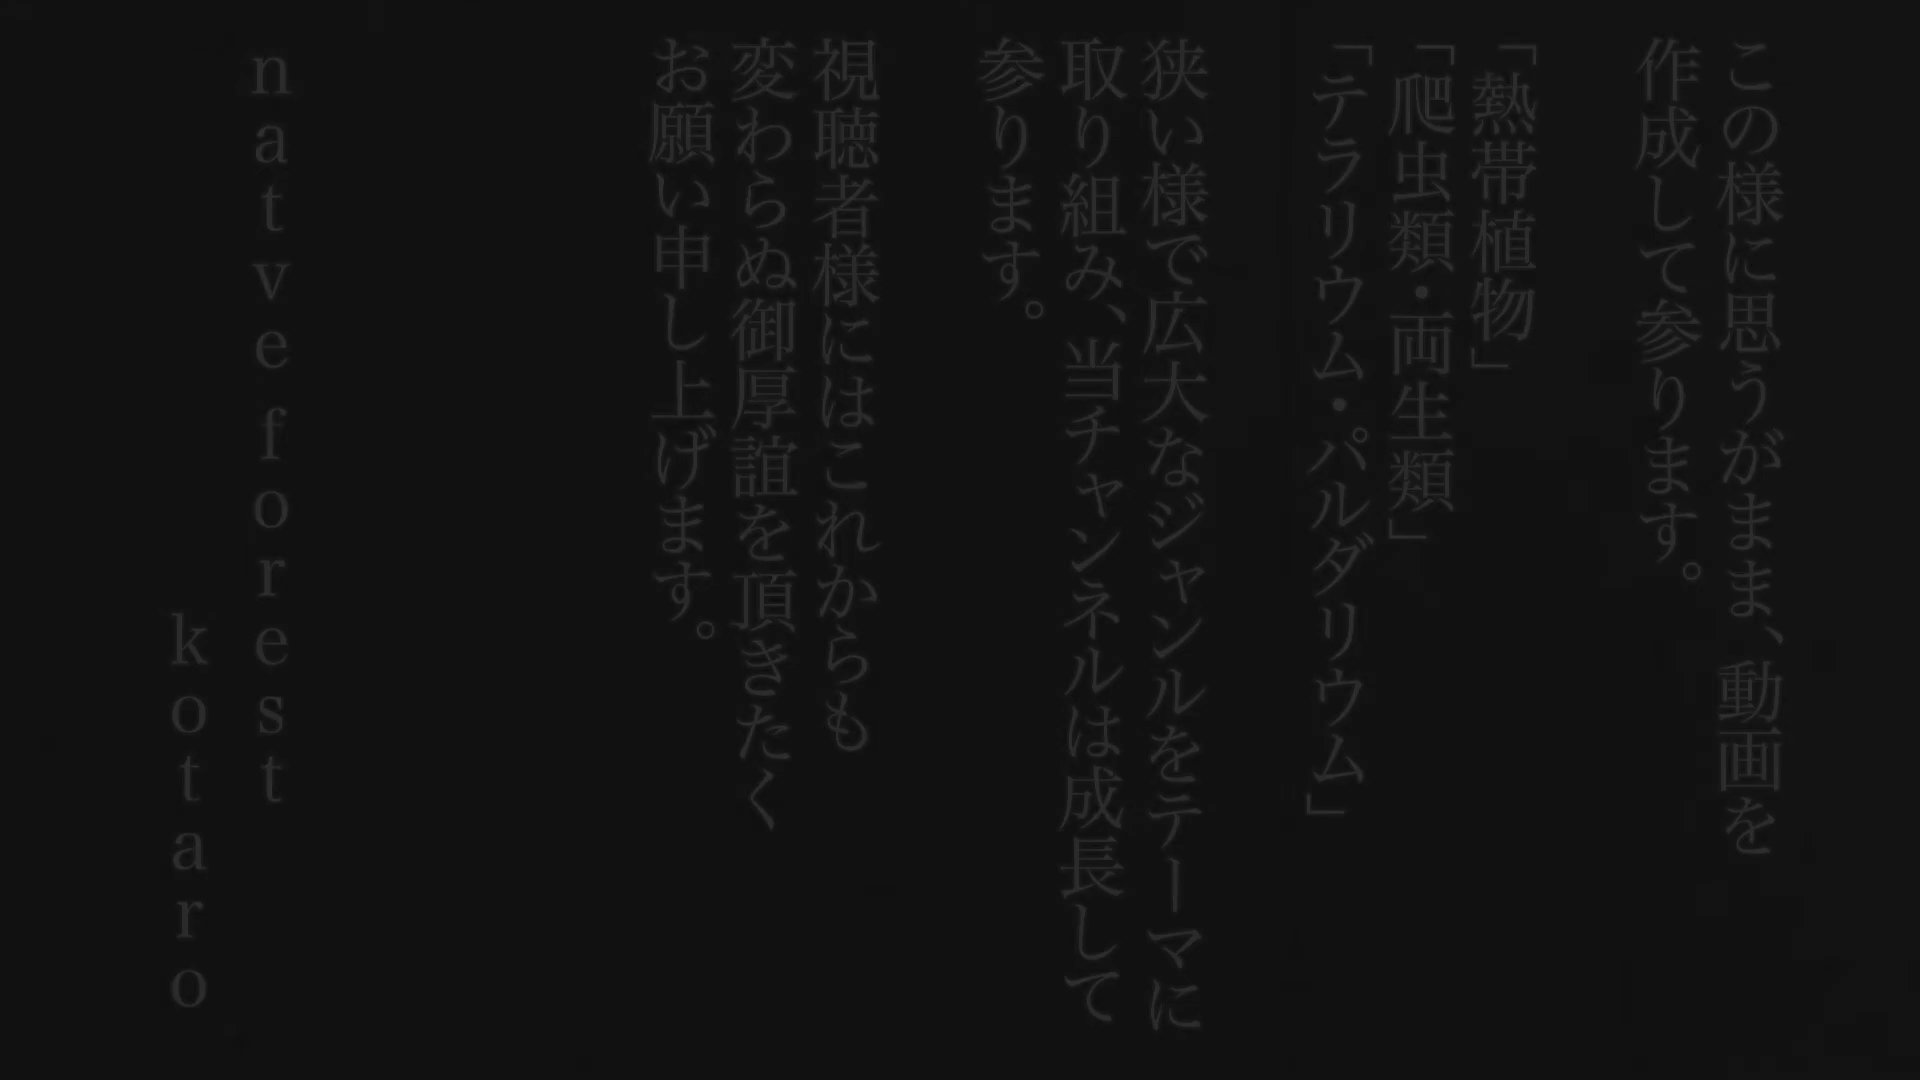 この様に思うがまま、動画を
作成して参ります。
「熱帯植物」
「爬虫類・両生類」
「テラリウム・パルダリウム」
狭い様で広大なジャンルをテーマに
取り組み、当チャンネルは成長して
参ります。
視聴者様にはこれからも
変わらぬ御厚誼を頂きたく
お願い申し上げます。
natve forest
kotaro